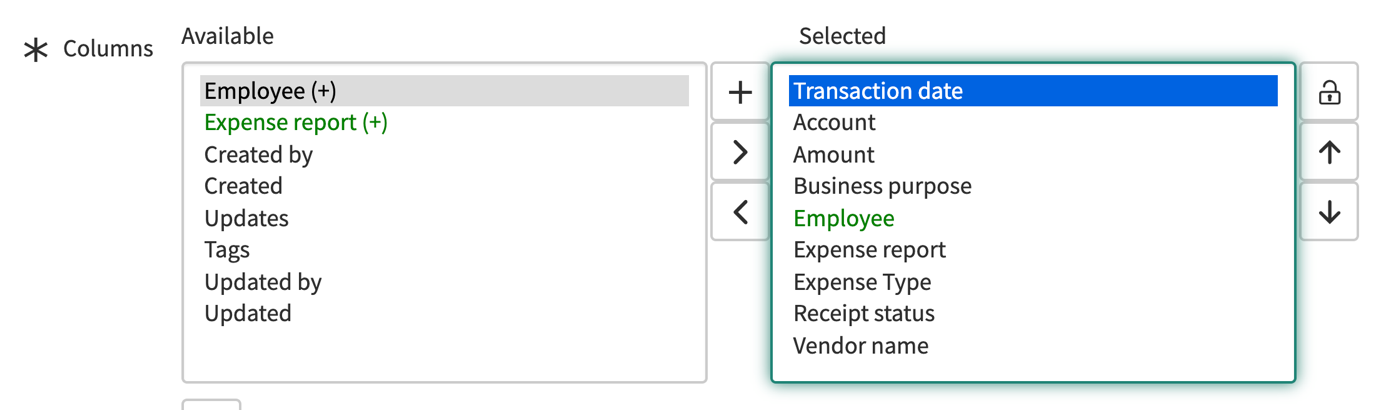 * Columns
Available
Employee (+)
Expense report (+)
Created by
Created
Updates
Tags
Updated by
Updated
Selected
Transaction date
Account
Amount
Business purpose
Employee
Expense report
Expense Type
Receipt status
Vendor name